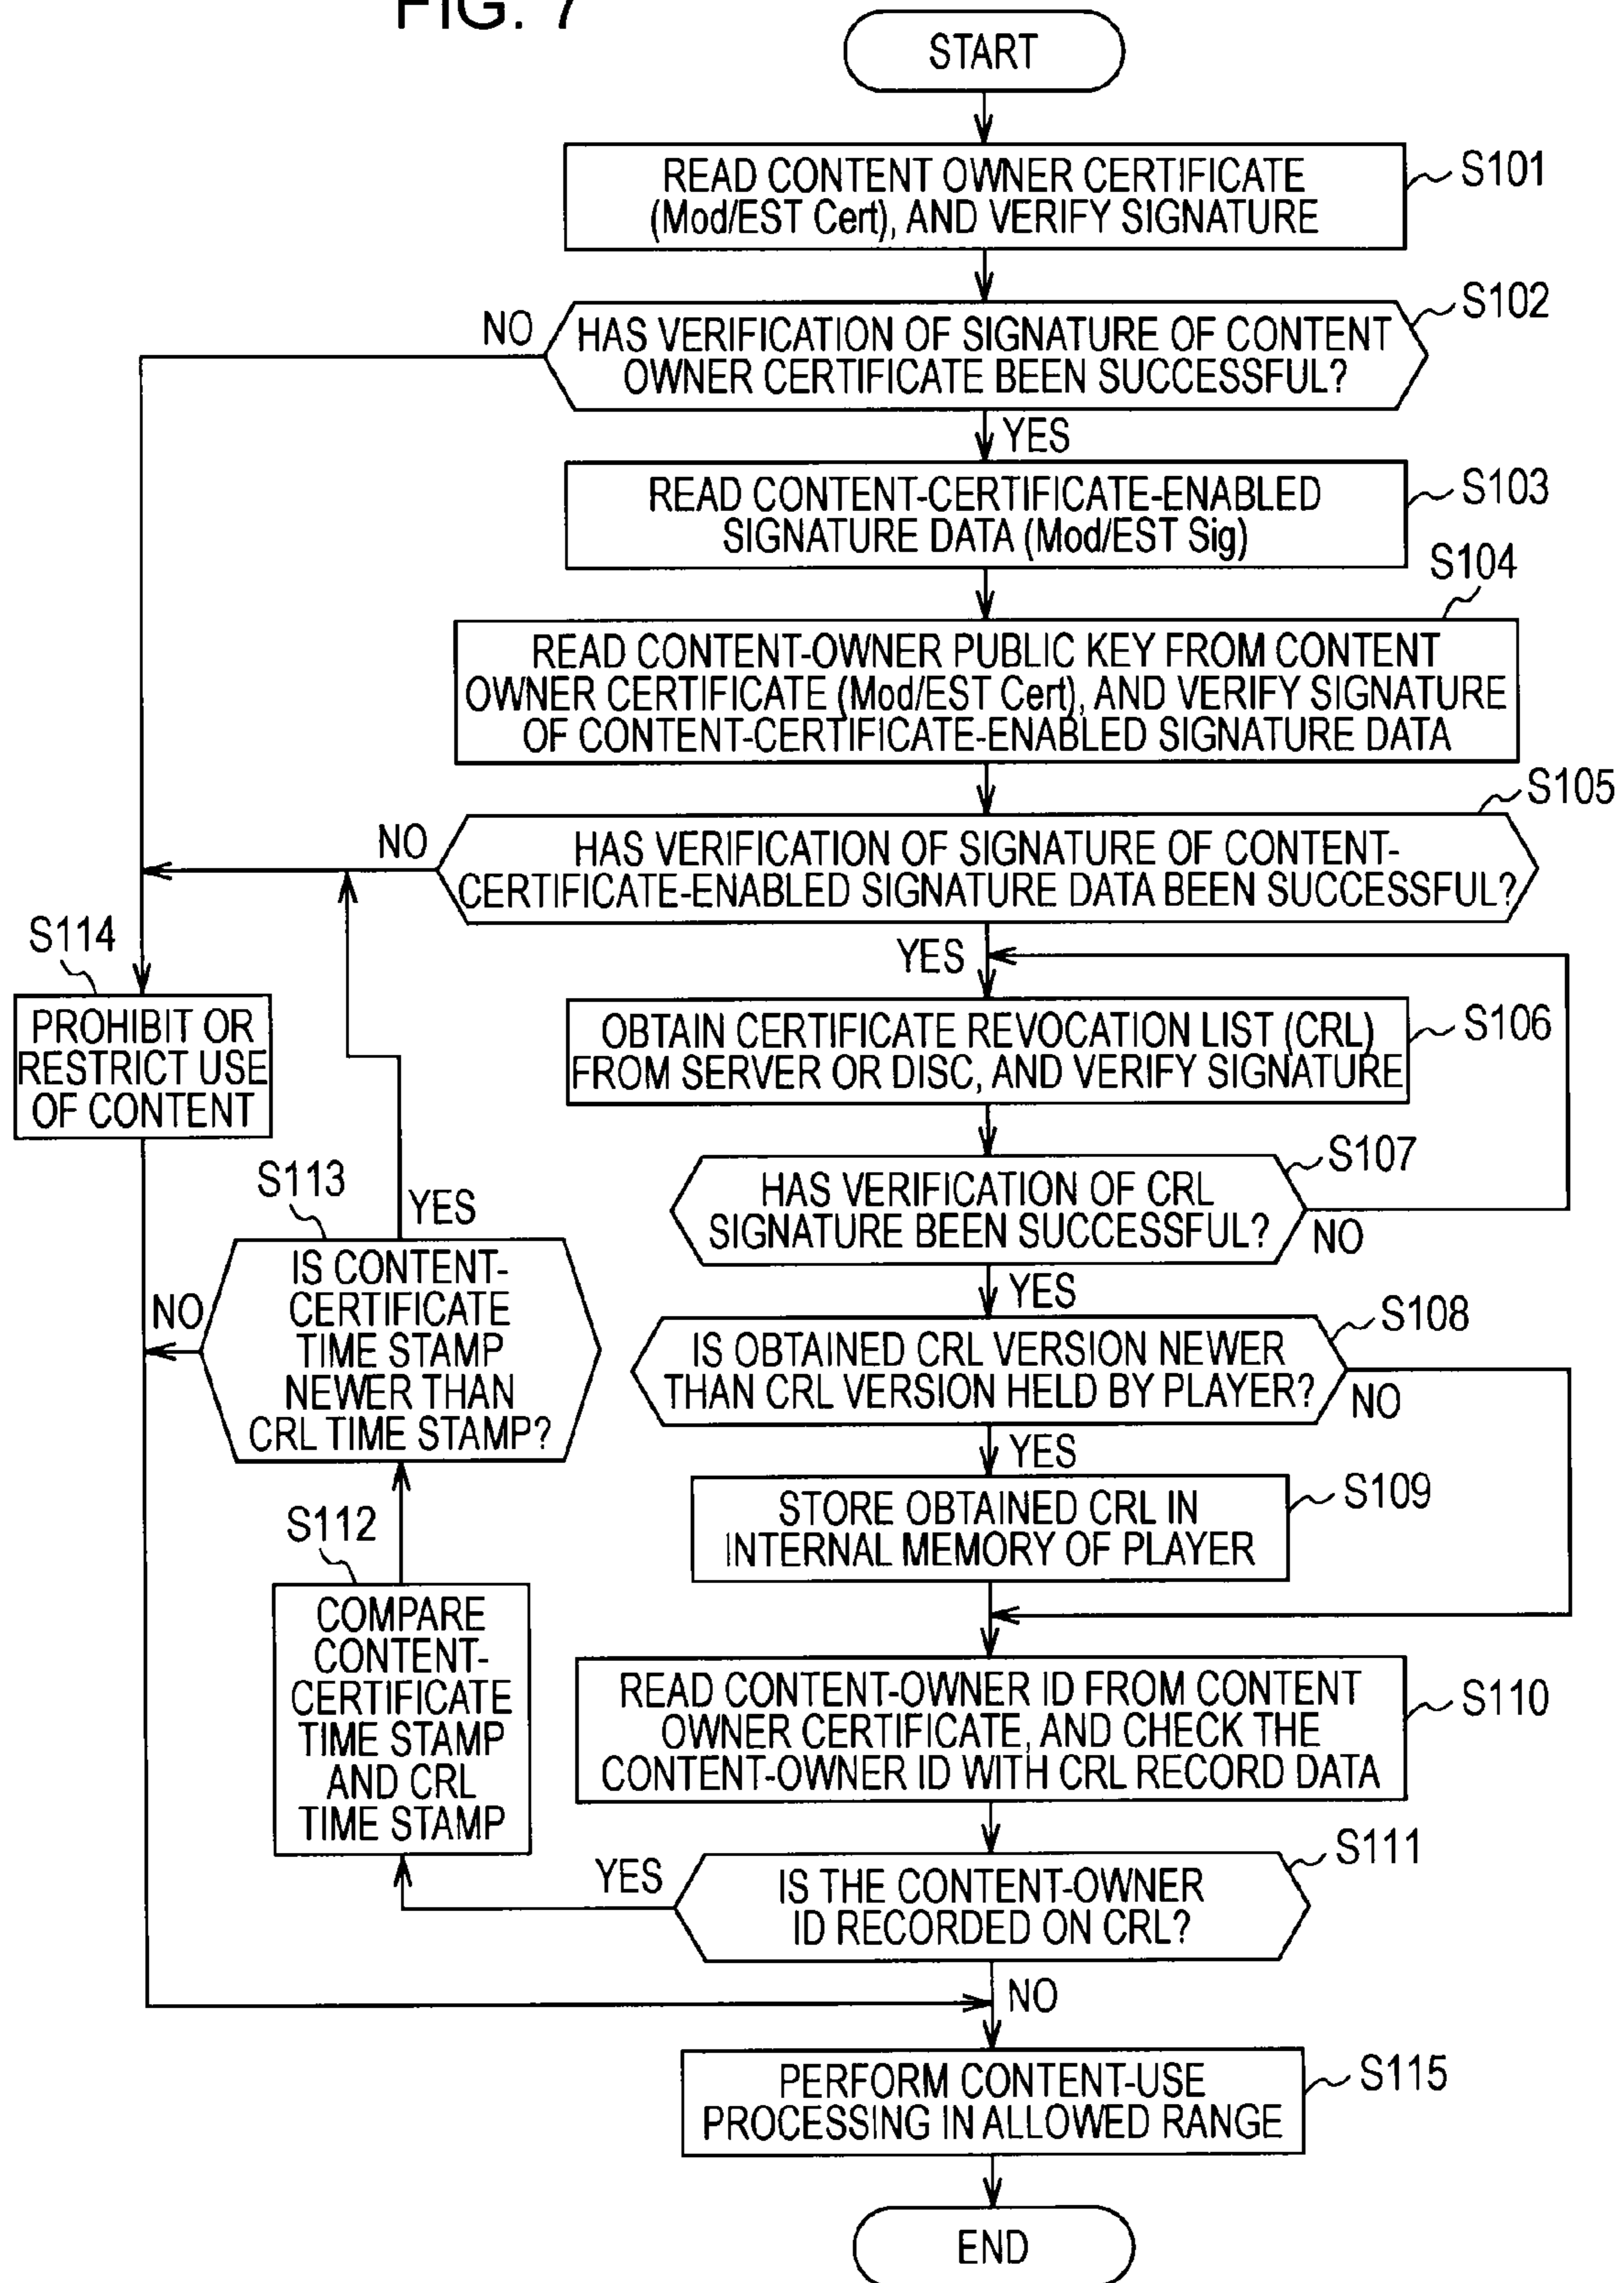 FIG. 7
START
READ CONTENT OWNER CERTIFICATE
(Mod/EST Cert), AND VERIFY SIGNATURE
S101
NO
HAS VERIFICATION OF SIGNATURE OF CONTENT
OWNER CERTIFICATE BEEN SUCCESSFUL?
S102
YES
READ CONTENT-CERTIFICATE-ENABLED
SIGNATURE DATA (Mod/EST Sig)
S103
S104
READ CONTENT-OWNER PUBLIC KEY FROM CONTENT
OWNER CERTIFICATE (Mod/EST Cert), AND VERIFY SIGNATURE
OF CONTENT-CERTIFICATE-ENABLED SIGNATURE DATA
S105
NO
HAS VERIFICATION OF SIGNATURE OF CONTENT-
CERTIFICATE-ENABLED SIGNATURE DATA BEEN SUCCESSFUL?
YES
S114
PROHIBIT OR
RESTRICT USE
OF CONTENT
OBTAIN CERTIFICATE REVOCATION LIST (CRL)
FROM SERVER OR DISC, AND VERIFY SIGNATURE
S106
HAS VERIFICATION OF CRL
SIGNATURE BEEN SUCCESSFUL?
S107
NO
YES
S113
YES
IS CONTENT-
CERTIFICATE
TIME STAMP
NEWER THAN
CRL TIME STAMP?
NO
IS OBTAINED CRL VERSION NEWER
THAN CRL VERSION HELD BY PLAYER?
S108
NO
YES
STORE OBTAINED CRL IN
INTERNAL MEMORY OF PLAYER
S109
S112
COMPARE
CONTENT-
CERTIFICATE
TIME STAMP
AND CRL
TIME STAMP
READ CONTENT-OWNER ID FROM CONTENT
OWNER CERTIFICATE, AND CHECK THE
CONTENT-OWNER ID WITH CRL RECORD DATA
S110
YES
IS THE CONTENT-OWNER
ID RECORDED ON CRL?
S111
NO
PERFORM CONTENT-USE
PROCESSING IN ALLOWED RANGE
S115
END